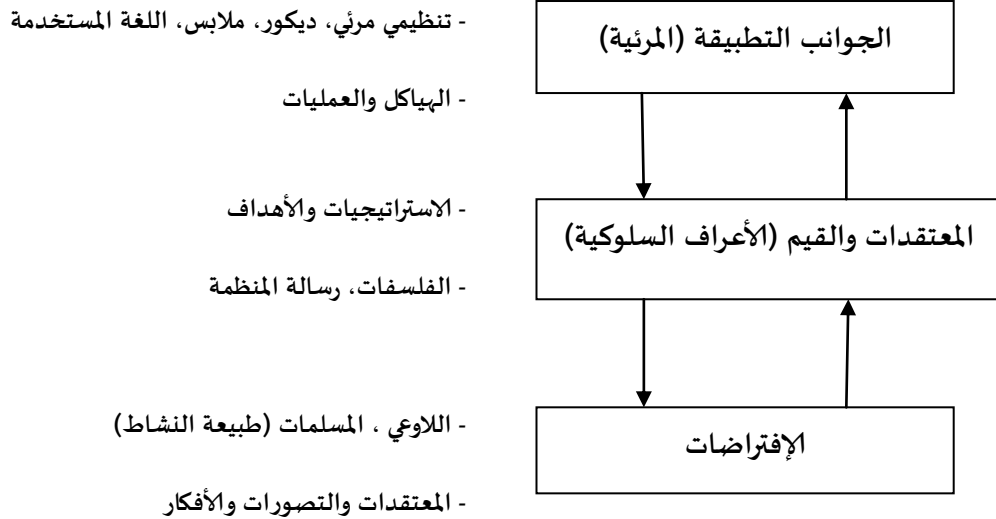 الجوانب التطبيقة (المرئية)
- تنظيمي مرئي، ديكور، ملابس، اللغة المستخدمة
- الهياكل والعمليات
المعتقدات والقيم (الأعراف السلوكية)
- الاستراتيجيات والأهداف
- الفلسفات، رسالة المنظمة
الإفتراضات
- اللاوعي ، المسلمات (طبيعة النشاط)
- المعتقدات والتصورات والأفكار